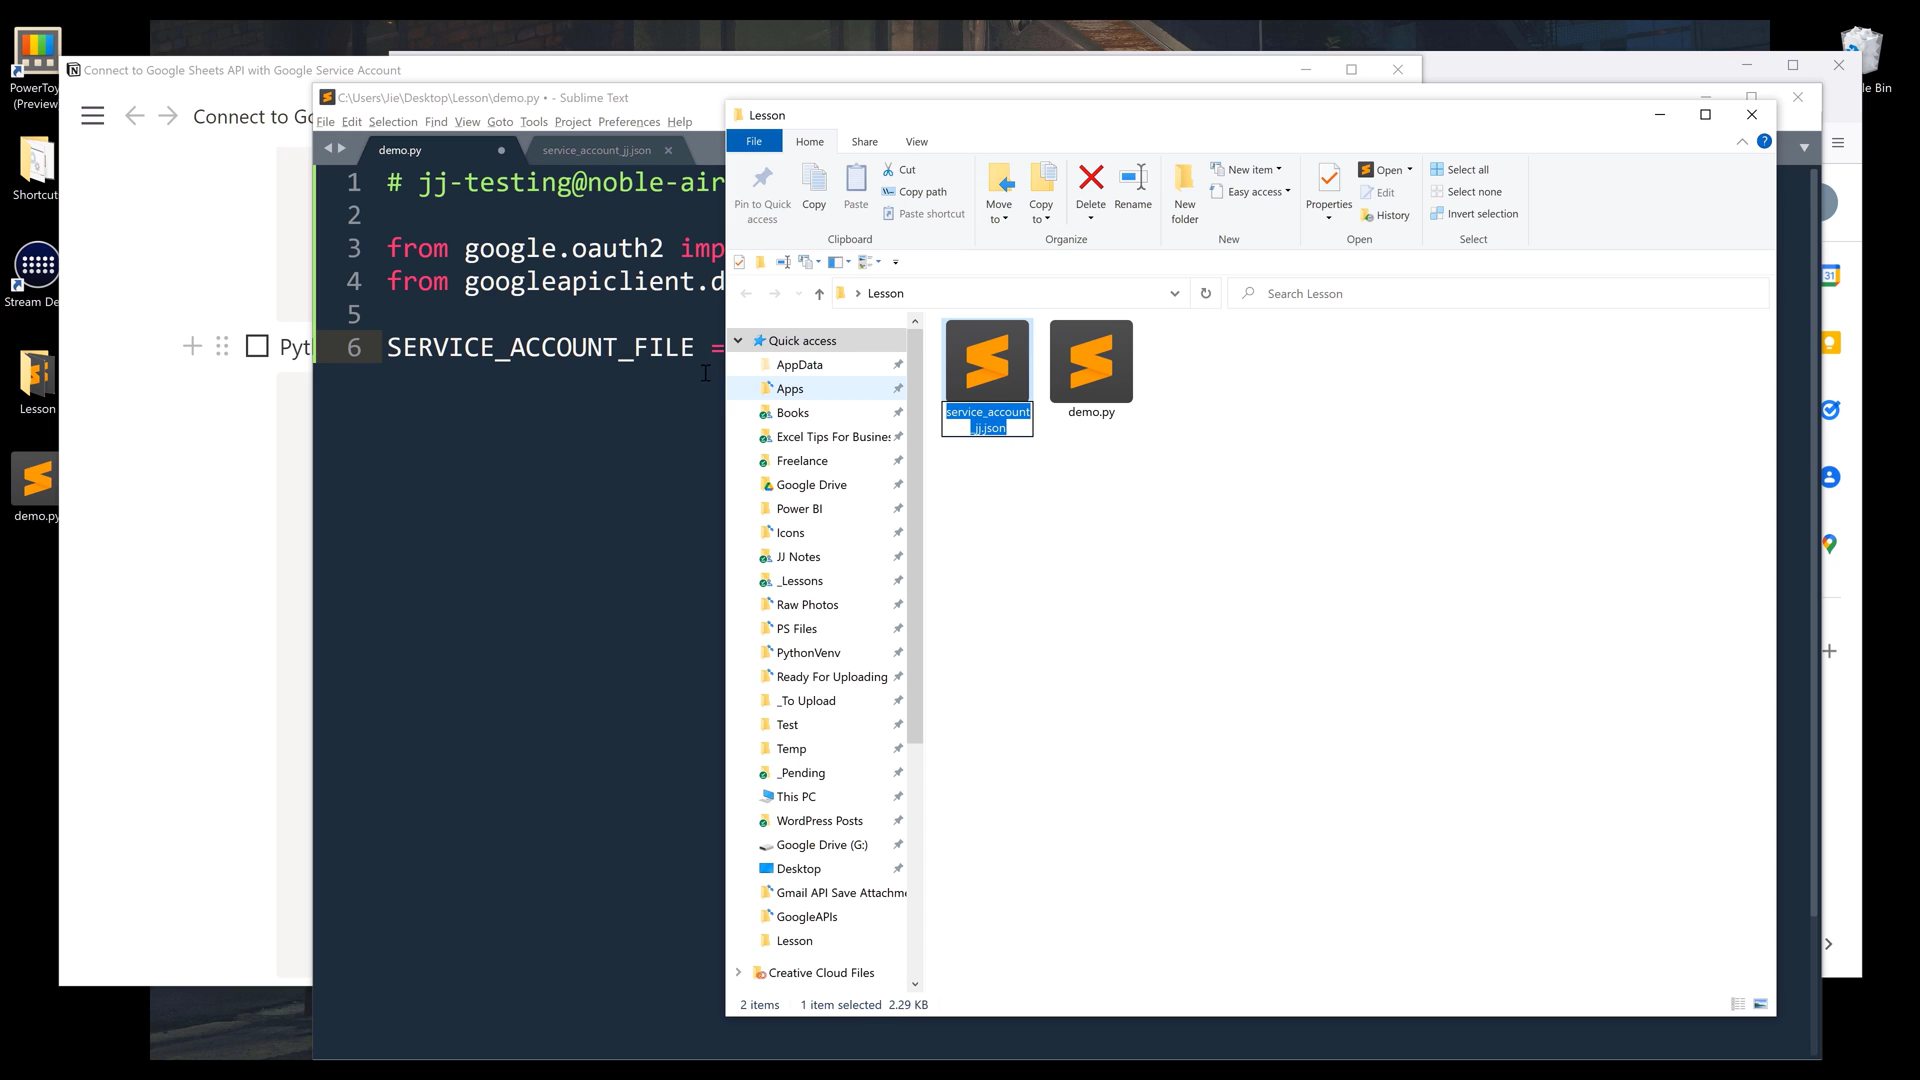 PowerToy
(Preview
Shortcut
Stream De
Lesson
demo.py
le Bin
Connect to Google Sheets API with Google Service Account
Connect to Go
Pyt
C:\Users\Jie\Desktop\Lesson\demo.py • - Sublime Text
File Edit Selection Find View Goto Tools Project Preferences Help
demo.py
service_account_jj.json
1 # jj-testing@noble-air
2
3 from google.oauth2 imp
4 from googleapiclient.d
5
6 SERVICE_ACCOUNT_FILE =
Lesson
File Home Share View
Pin to Quick
access
Copy
Paste
Cut
Copy path
Paste shortcut
Clipboard
Move
to
Copy
to
Delete
Rename
Organize
New
folder
New item
Easy access
New
Properties
Open
Edit
History
Open
Select all
Select none
Invert selection
Select
Lesson
Search Lesson
Quick access
AppData
Apps
Books
Excel Tips For Busines
Freelance
Google Drive
Power BI
Icons
JJ Notes
_Lessons
Raw Photos
PS Files
PythonVenv
Ready For Uploading
_To Upload
Test
Temp
_Pending
This PC
WordPress Posts
Google Drive (G:)
Desktop
Gmail API Save Attachme
GoogleAPIs
Lesson
Creative Cloud Files
service_account
_jj.json
demo.py
2 items 1 item selected 2.29 KB
31